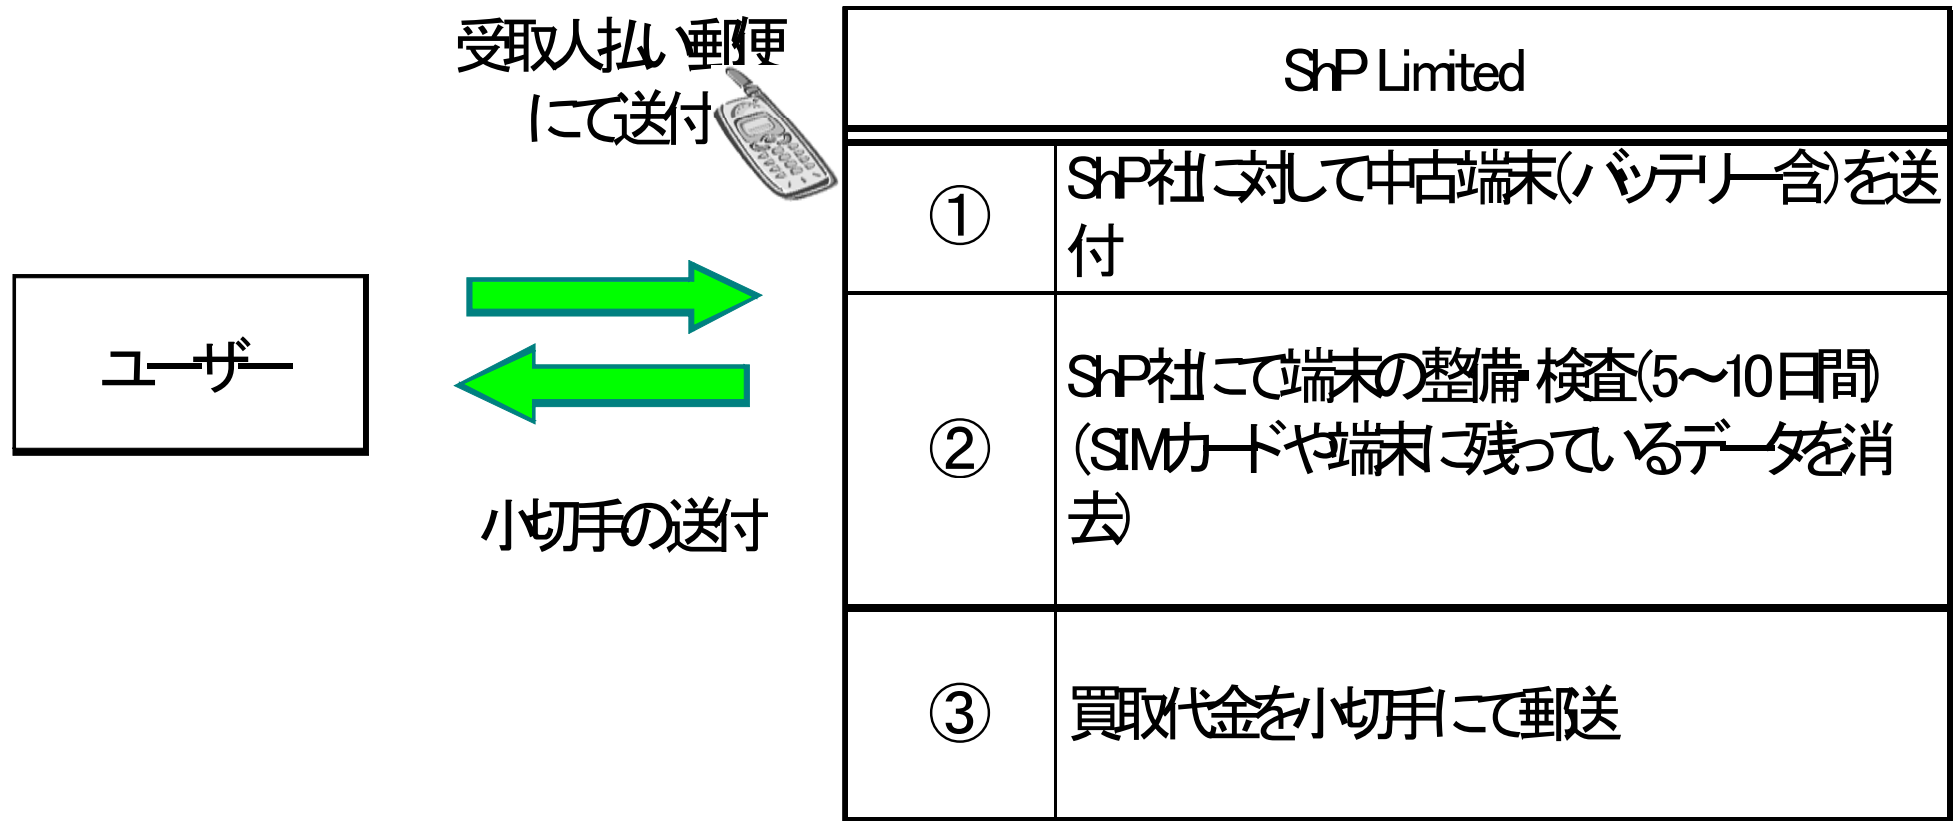 受取人払い郵便
にて送付
ユーザー
小切手の送付
ShP Limited
①
ShP社に対して中古端末(バッテリー含)を送
付
②
ShP社にて端末の整備・検査(5～10日間)
(SIMカードや端末に残っているデータを消
去)
③
買取代金を小切手にて郵送